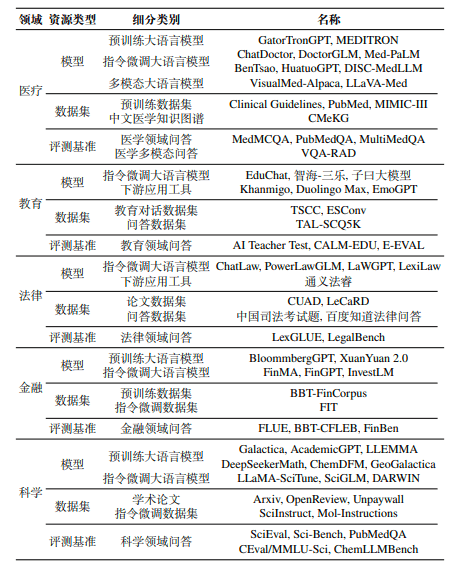 领域 资源类型 细分类别 名称
预训练大语言模型 GatorTronGPT, MEDITRON
模型 指令微调大语言模型 ChatDoctor, DoctorGLM, Med-PaLM
BenTsao, HuatuoGPT, DISC-MedLLM
多模态大语言模型 VisualMed-Alpaca, LLaVA-Med
医疗
数据集 预训练数据集 Clinical Guidelines, PubMed, MIMIC-III
中文医学知识图谱 CMeKG
评测基准 医学领域问答 MedMCQA, PubMedQA, MultiMedQA
医学多模态问答 VQA-RAD
模型 指令微调大语言模型 EduChat, 智海-三乐, 子曰大模型
下游应用工具 Khanmigo, Duolingo Max, EmoGPT
教育
数据集 教育对话数据集 TSCC, ESConv
问答数据集 TAL-SCQ5K
评测基准 教育领域问答 AI Teacher Test, CALM-EDU, E-EVAL
模型 指令微调大语言模型 ChatLaw, PowerLawGLM, LaWGPT, LexiLaw
下游应用工具 通义法睿
法律
数据集 论文数据集 CUAD, LeCaRD
问答数据集 中国司法考试题, 百度知道法律问答
评测基准 法律领域问答 LexGLUE, LegalBench
模型 预训练大语言模型 BloommbergGPT, XuanYuan 2.0
指令微调大语言模型 FinMA, FinGPT, InvestLM
金融
数据集 预训练数据集 BBT-FinCorpus
指令微调数据集 FIT
评测基准 金融领域问答 FLUE, BBT-CFLEB, FinBen
模型 预训练大语言模型 Galactica, AcademicGPT, LLEMMA
DeepSeekerMath, ChemDFM, GeoGalactica
指令微调大语言模型 LLaMA-SciTune, SciGLM, DARWIN
科学
数据集 学术论文 Arxiv, OpenReview, Unpaywall
指令微调数据集 SciInstruct, Mol-Instructions
评测基准 科学领域问答 SciEval, Sci-Bench, PubMedQA
CEval/MMLU-Sci, ChemLLMBench